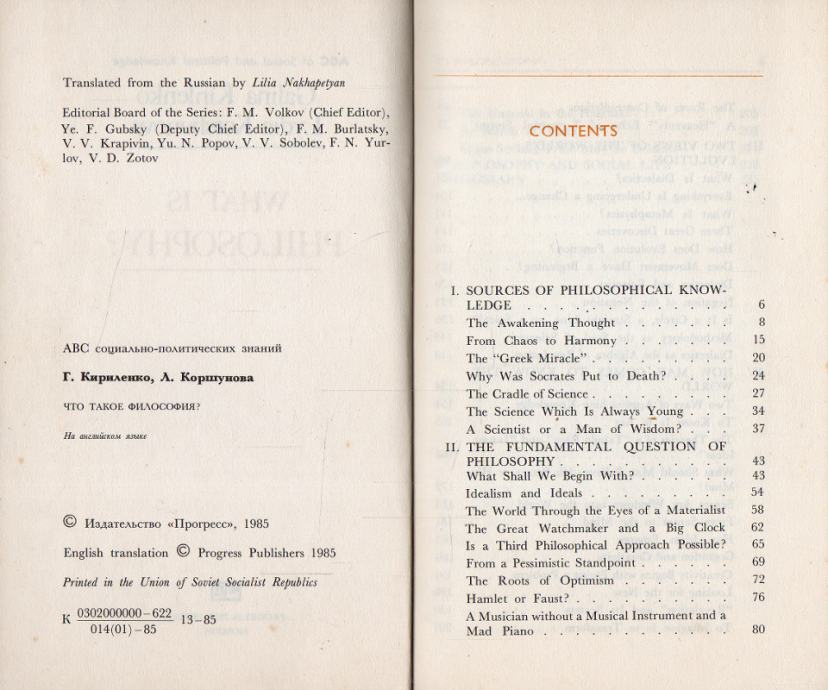 Translated from the Russian by Lilia Nakhapetyan
Editorial Board of the Series: F. M. Volkov (Chief Editor),
Ye. F. Gubsky (Deputy Chief Editor), F. M. Burlatsky,
V. V. Krapivin, Yu. N. Popov, V. V. Sobolev, F. N. Yur-
lov, V. D. Zotov
ABC социально-политических знаний
Г. Кириленко, Л. Коршунова
ЧТО ТАКОЕ ФИЛОСОФИЯ?
На английском языке
© Издательство «Прогресс», 1985
English translation © Progress Publishers 1985
Printed in the Union of Soviet Socialist Republics
К 0302000000–622 13–85
014(01)–85
CONTENTS
I. SOURCES OF PHILOSOPHICAL KNOW-
LEDGE . . . . . . . . . . . . 6
The Awakening Thought . . . . . . . 8
From Chaos to Harmony . . . . . . . 15
The “Greek Miracle” . . . . . . . . . 20
Why Was Socrates Put to Death? . . . . 24
The Cradle of Science . . . . . . . . . 27
The Science Which Is Always Young . . . 34
A Scientist or a Man of Wisdom? . . . 37
II. THE FUNDAMENTAL QUESTION OF
PHILOSOPHY . . . . . . . . . . . 43
What Shall We Begin With? . . . . . . 43
Idealism and Ideals . . . . . . . . . 54
The World Through the Eyes of a Materialist 58
The Great Watchmaker and a Big Clock 62
Is a Third Philosophical Approach Possible? 65
From a Pessimistic Standpoint . . . . . . 69
The Roots of Optimism . . . . . . . 72
Hamlet or Faust? . . . . . . . . . . 76
A Musician without a Musical Instrument and a
Mad Piano . . . . . . . . . . . . 80